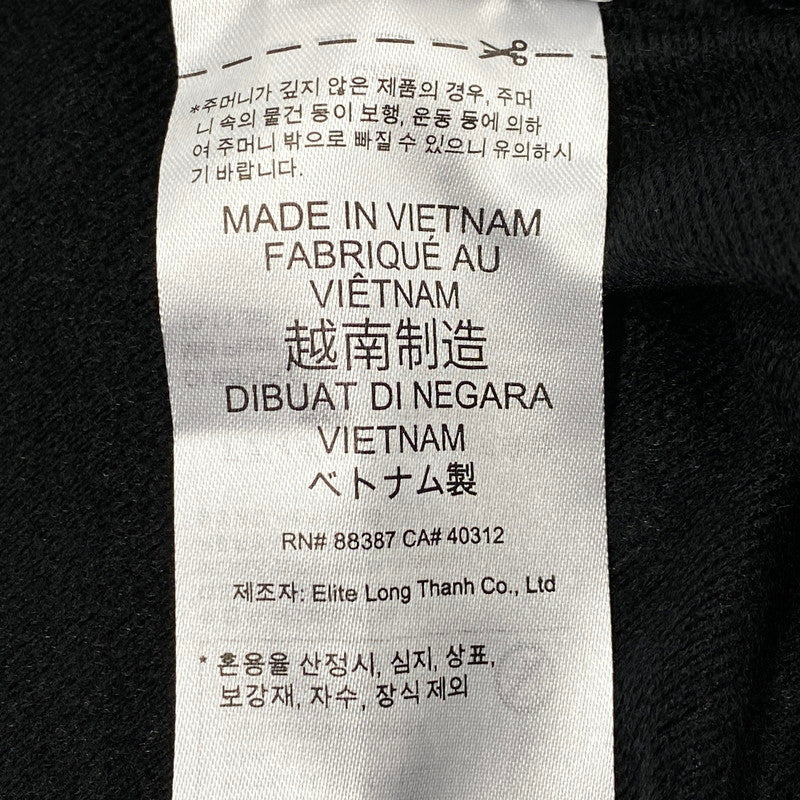 *주머니가 깊지 않은 제품의 경우, 주머
니 속의 물건 등이 보행, 운동 등에 의하
여 주머니 밖으로 빠질 수 있으니 유의하시
기 바랍니다.
MADE IN VIETNAM
FABRIQUÉ AU
VIÊTNAM
越南制造
DIBUAT DI NEGARA
VIETNAM
ベトナム製
RN# 88387 CA# 40312
제조자: Elite Long Thanh Co., Ltd
* 혼용율 산정시, 심지, 상표,
보강재, 자수, 장식 제외